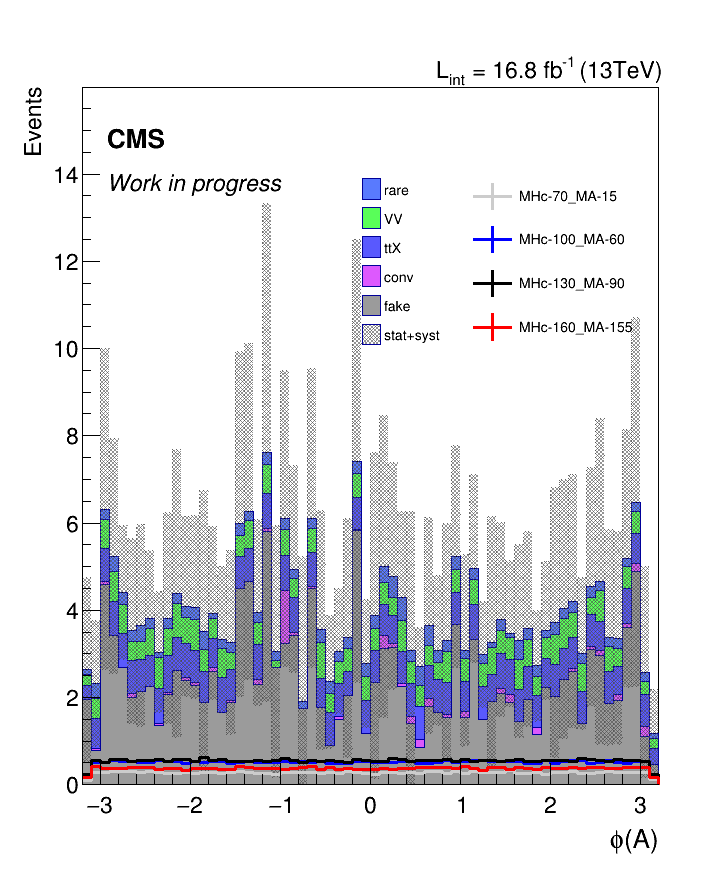 L_int = 16.8 fb^-1 (13TeV)
Events
CMS
Work in progress
rare
VV
ttX
conv
fake
stat+syst
MHc-70_MA-15
MHc-100_MA-60
MHc-130_MA-90
MHc-160_MA-155
14
12
10
8
6
4
2
0
−3 −2 −1 0 1 2 3
ϕ(A)